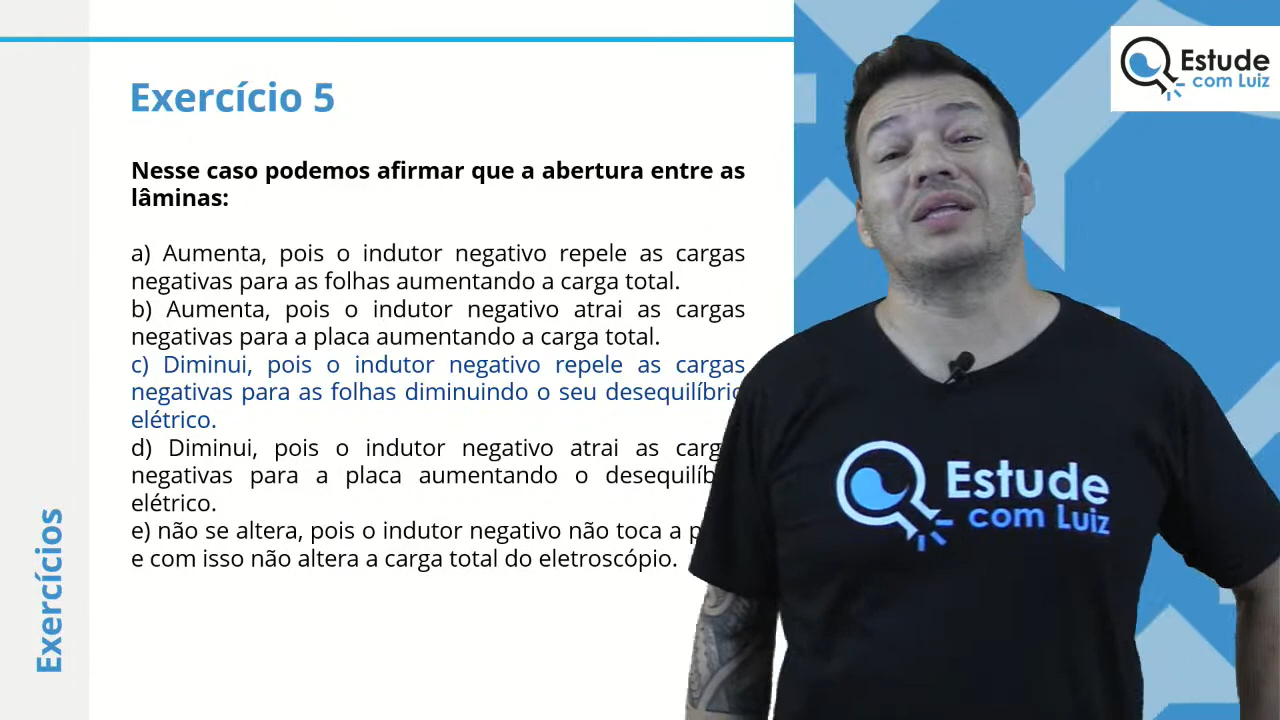 Exercício 5
Nesse caso podemos afirmar que a abertura entre as
lâminas:
a) Aumenta, pois o indutor negativo repele as cargas
negativas para as folhas aumentando a carga total.
b) Aumenta, pois o indutor negativo atrai as cargas
negativas para a placa aumentando a carga total.
c) Diminui, pois o indutor negativo repele as cargas
negativas para as folhas diminuindo o seu desequilíbrio
elétrico.
d) Diminui, pois o indutor negativo atrai as
negativas para a placa aumentando o
elétrico.
e) não se altera, pois o indutor negativo não toca a
e com isso não altera a carga total do eletroscópio.
Exercícios
Estude
com Luiz
Estude
com Luiz